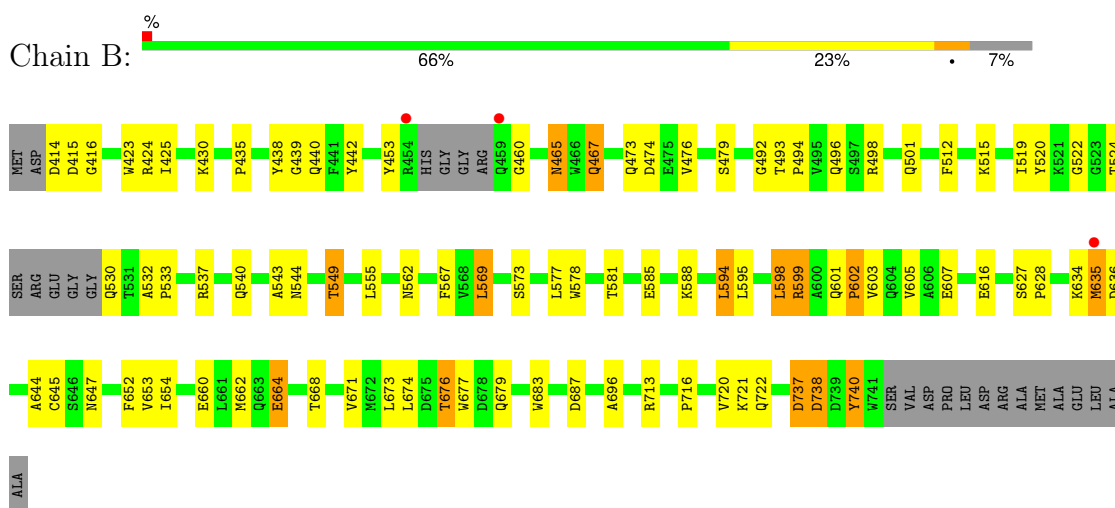 %
Chain B:
66% 23% • 7%
MET ASP D414 D415 G416 W423 R424 I425 K430 P435 Y438 G439 Q440 F441 Y442 Y453 R454 HIS GLY GLY ARG Q459 G460 N465 W466 Q467 Q473 D474 E475 V476 S479 G492 T493 P494 V495 Q496 S497 R498 Q501 F512 K515 I519 Y520 K521 G522 G523 T524
SER ARG GLU GLY GLY Q530 T531 A532 P533 R537 Q540 A543 N544 T549 L555 N562 F567 V568 L569 S573 L577 W578 T581 E585 K588 L594 L595 L598 R599 A600 Q601 P602 V603 Q604 V605 A606 E607 E616 S627 P628 K634 M635 D636
A644 C645 S646 N647 F652 V653 I654 E660 L661 M662 Q663 E664 T668 V671 M672 L673 L674 D675 T676 W677 D678 Q679 W683 D687 A696 R713 P716 V720 K721 Q722 D737 D738 D739 Y740 W741 SER VAL ASP PRO LEU ASP ARG ALA MET ALA GLU LEU ALA
ALA